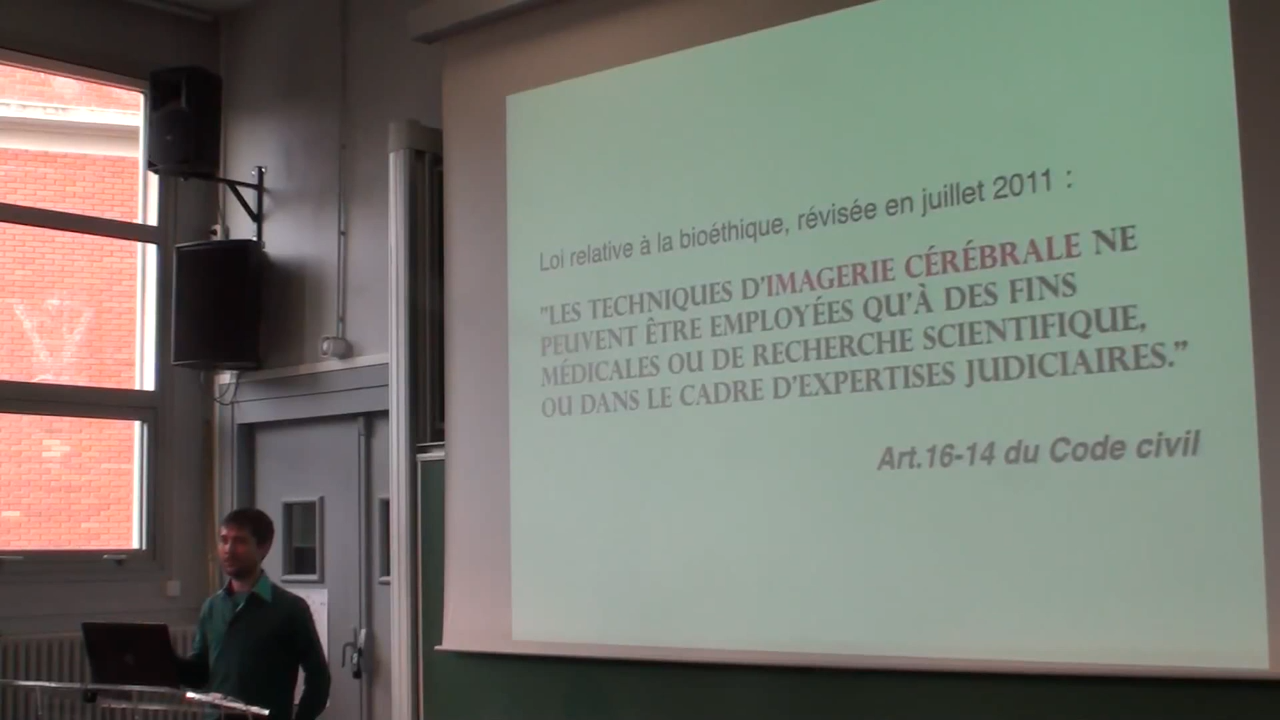 Loi relative à la bioéthique, révisée en juillet 2011 :
"LES TECHNIQUES D'IMAGERIE CÉRÉBRALE NE
PEUVENT ÊTRE EMPLOYÉES QU'À DES FINS
MÉDICALES OU DE RECHERCHE SCIENTIFIQUE,
OU DANS LE CADRE D'EXPERTISES JUDICIAIRES."
Art.16-14 du Code civil